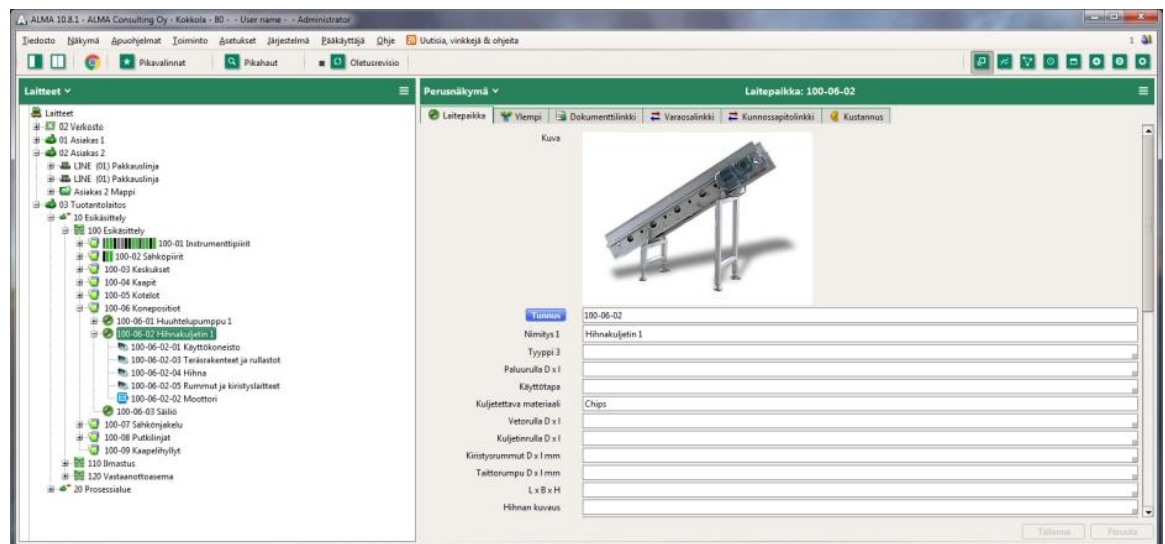 ALMA 10.8.1 - ALMA Consulting Oy - Kokkola - 80 - - User name - - Administrator
Tiedosto Näkymä Apuohjelmat Toiminto Asetukset Järjestelmä Pääkäyttäjä Ohje Uutisia, vinkkejä & ohjeita 1
Pikavalinnat Pikahaut Oletusrevisio
Laitteet
Perusnäkymä Laitepaikka: 100-06-02
Laitteet
02 Verkosto
01 Asiakas 1
02 Asiakas 2
LINE (01) Pakkauslinja
LINE (01) Pakkauslinja
Asiakas 2 Mappi
03 Tuotantolaitos
10 Esikäsittely
100 Esikäsittely
100-01 Instrumenttipiirit
100-02 Sähköpiirit
100-03 Keskukset
100-04 Kaapit
100-05 Kotelot
100-06 Konepositiot
100-06-01 Huuhtelupumppu 1
100-06-02 Hihnakuljetin 1
100-06-02-01 Käyttökoneisto
100-06-02-03 Teräsrakenteet ja rullastot
100-06-02-04 Hihna
100-06-02-05 Rummut ja kiristyslaitteet
100-06-02-02 Moottori
100-06-03 Säiliö
100-07 Sähkönjakelu
100-08 Putkilinjat
100-09 Kaapelihyllyt
110 Ilmastus
120 Vastaanottoasema
20 Prosessialue
Laitepaikka Ylempi Dokumenttilinkki Varaosalinkki Kunnossapitolinkki Kustannus
Kuva
Tunnus 100-06-02
Nimitys 1 Hihnakuljetin 1
Tyyppi 3
Paluurulla D x l
Käyttötapa
Kuljetettava materiaali Chips
Vetorulla D x l
Kuljetinrulla D x l
Kiristysrummut D x l mm
Taittorumpu D x l mm
L x B x H
Hihnan kuvaus
Tallenna Peruuta